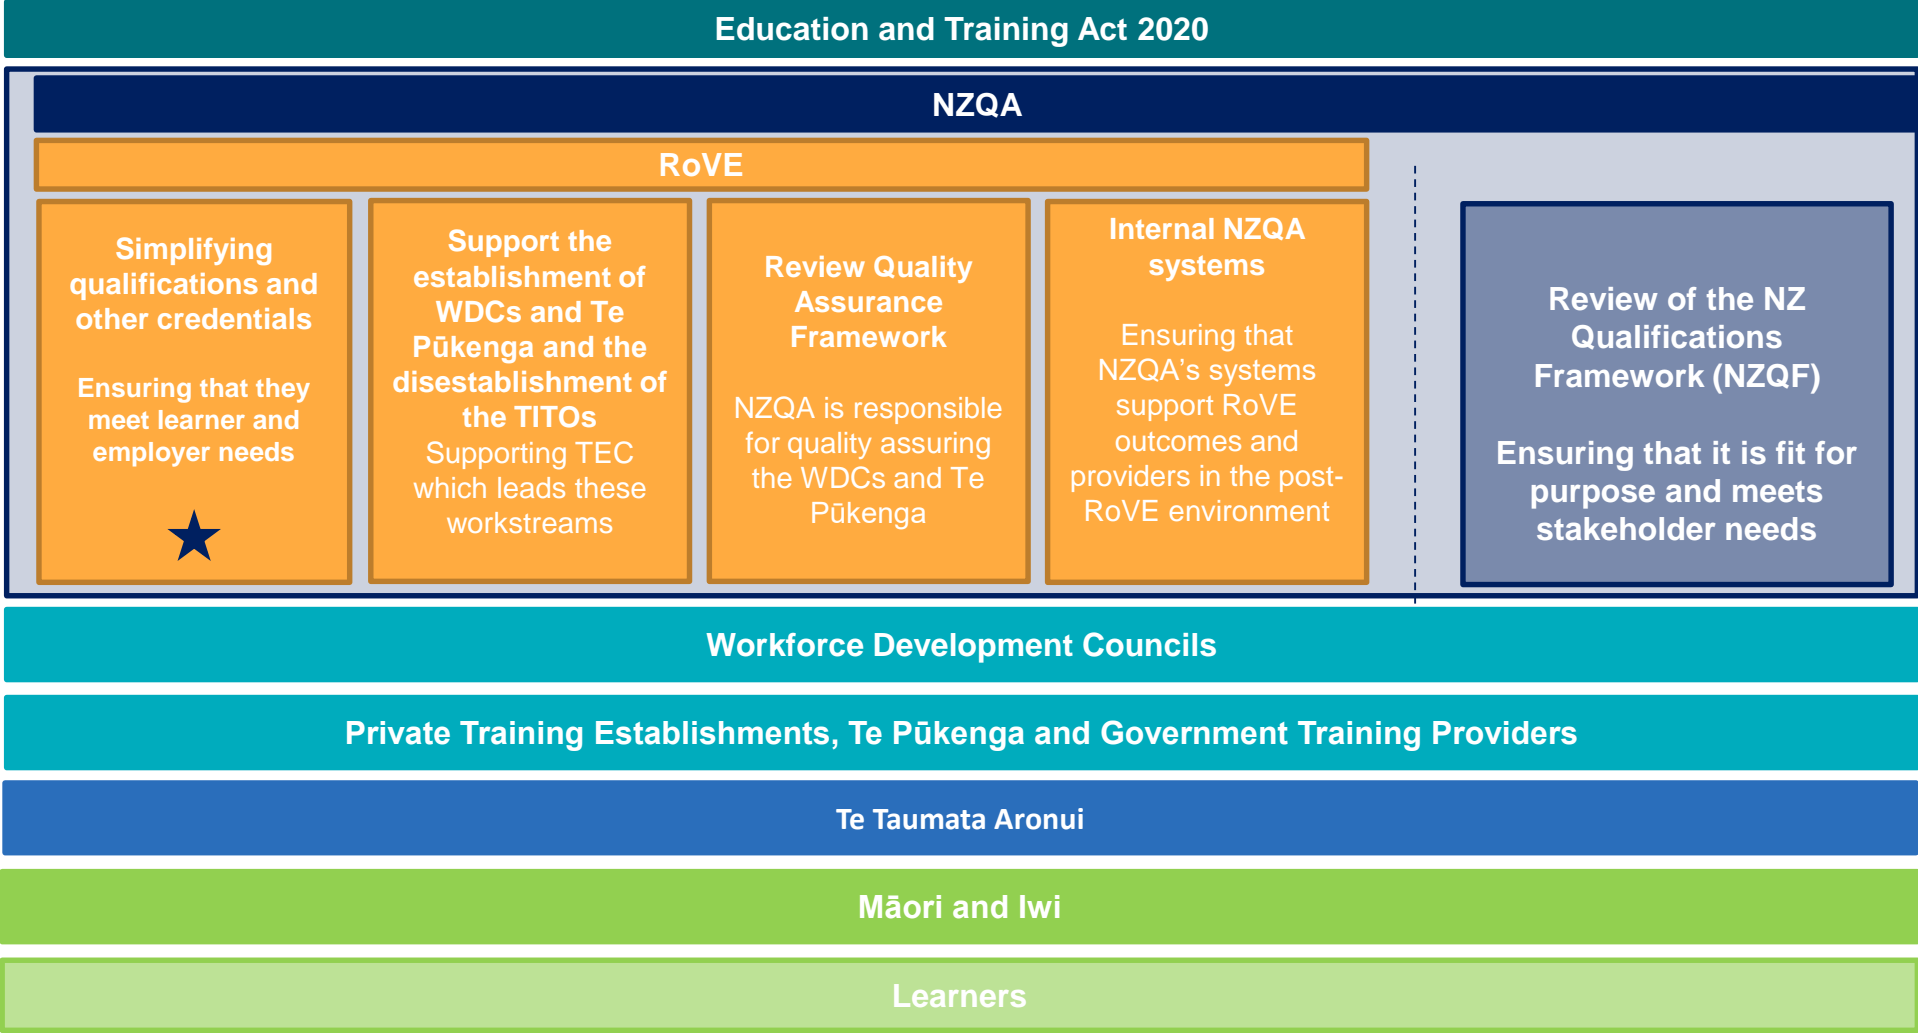 Education and Training Act 2020
NZQA
RoVE
Simplifying
qualifications and
other credentials
Ensuring that they
meet learner and
employer needs
Support the
establishment of
WDCs and Te
Pūkenga and the
disestablishment of
the TITOs
Supporting TEC
which leads these
workstreams
Review Quality
Assurance
Framework
NZQA is responsible
for quality assuring
the WDCs and Te
Pūkenga
Internal NZQA
systems
Ensuring that
NZQA's systems
support RoVE
outcomes and
providers in the post-
RoVE environment
Review of the NZ
Qualifications
Framework (NZQF)
Ensuring that it is fit for
purpose and meets
stakeholder needs
Workforce Development Councils
Private Training Establishments, Te Pūkenga and Government Training Providers
Te Taumata Aronui
Māori and Iwi
Learners